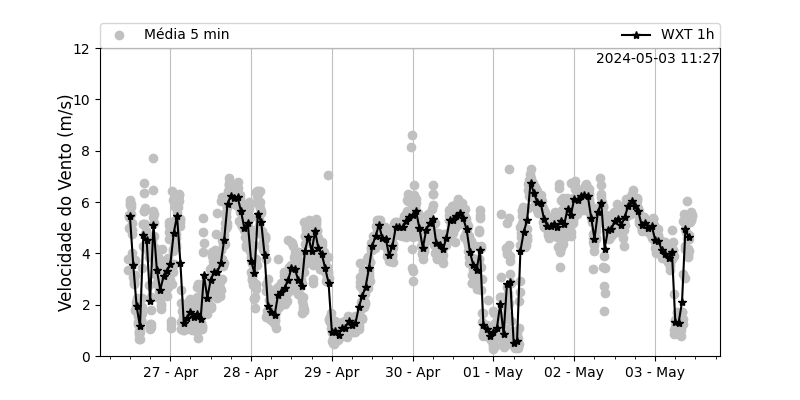 Média 5 min
WXT 1h
2024-05-03 11:27
Velocidade do Vento (m/s)
12
10
8
6
4
2
0
27 - Apr
28 - Apr
29 - Apr
30 - Apr
01 - May
02 - May
03 - May